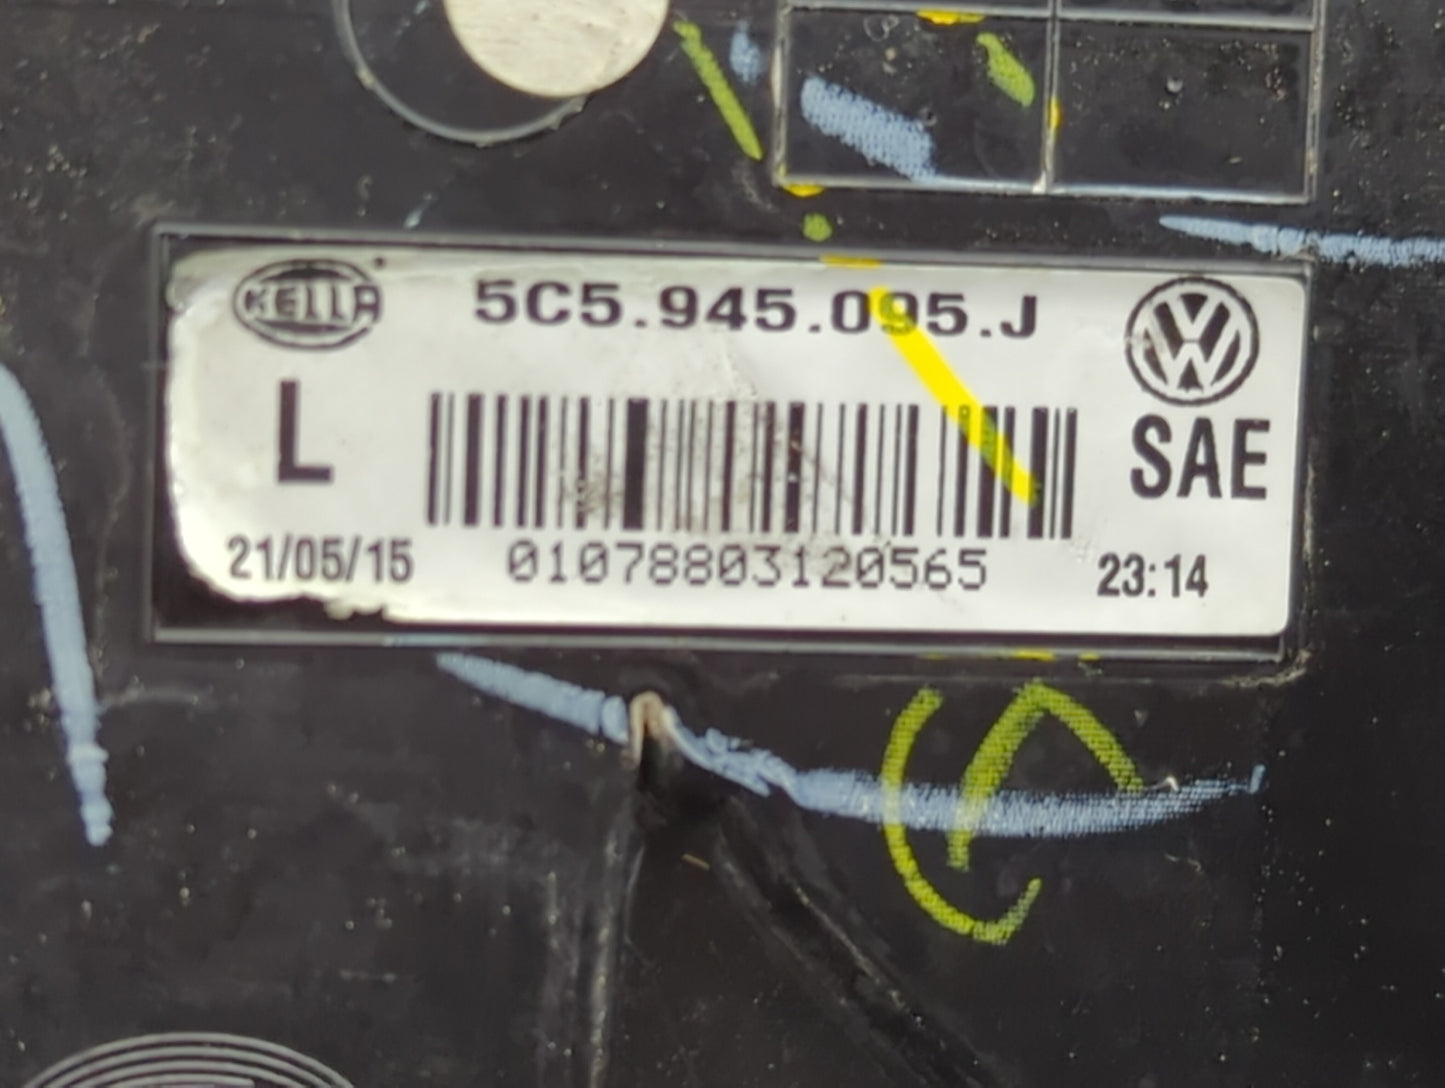 HELLA
5C5.945.095.J
L
SAE
21/05/15
01078803120565
23:14